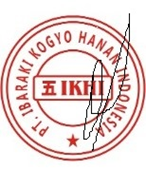 PT. IBARAKI KOGYO HANAN INDONESIA
五 IKHI